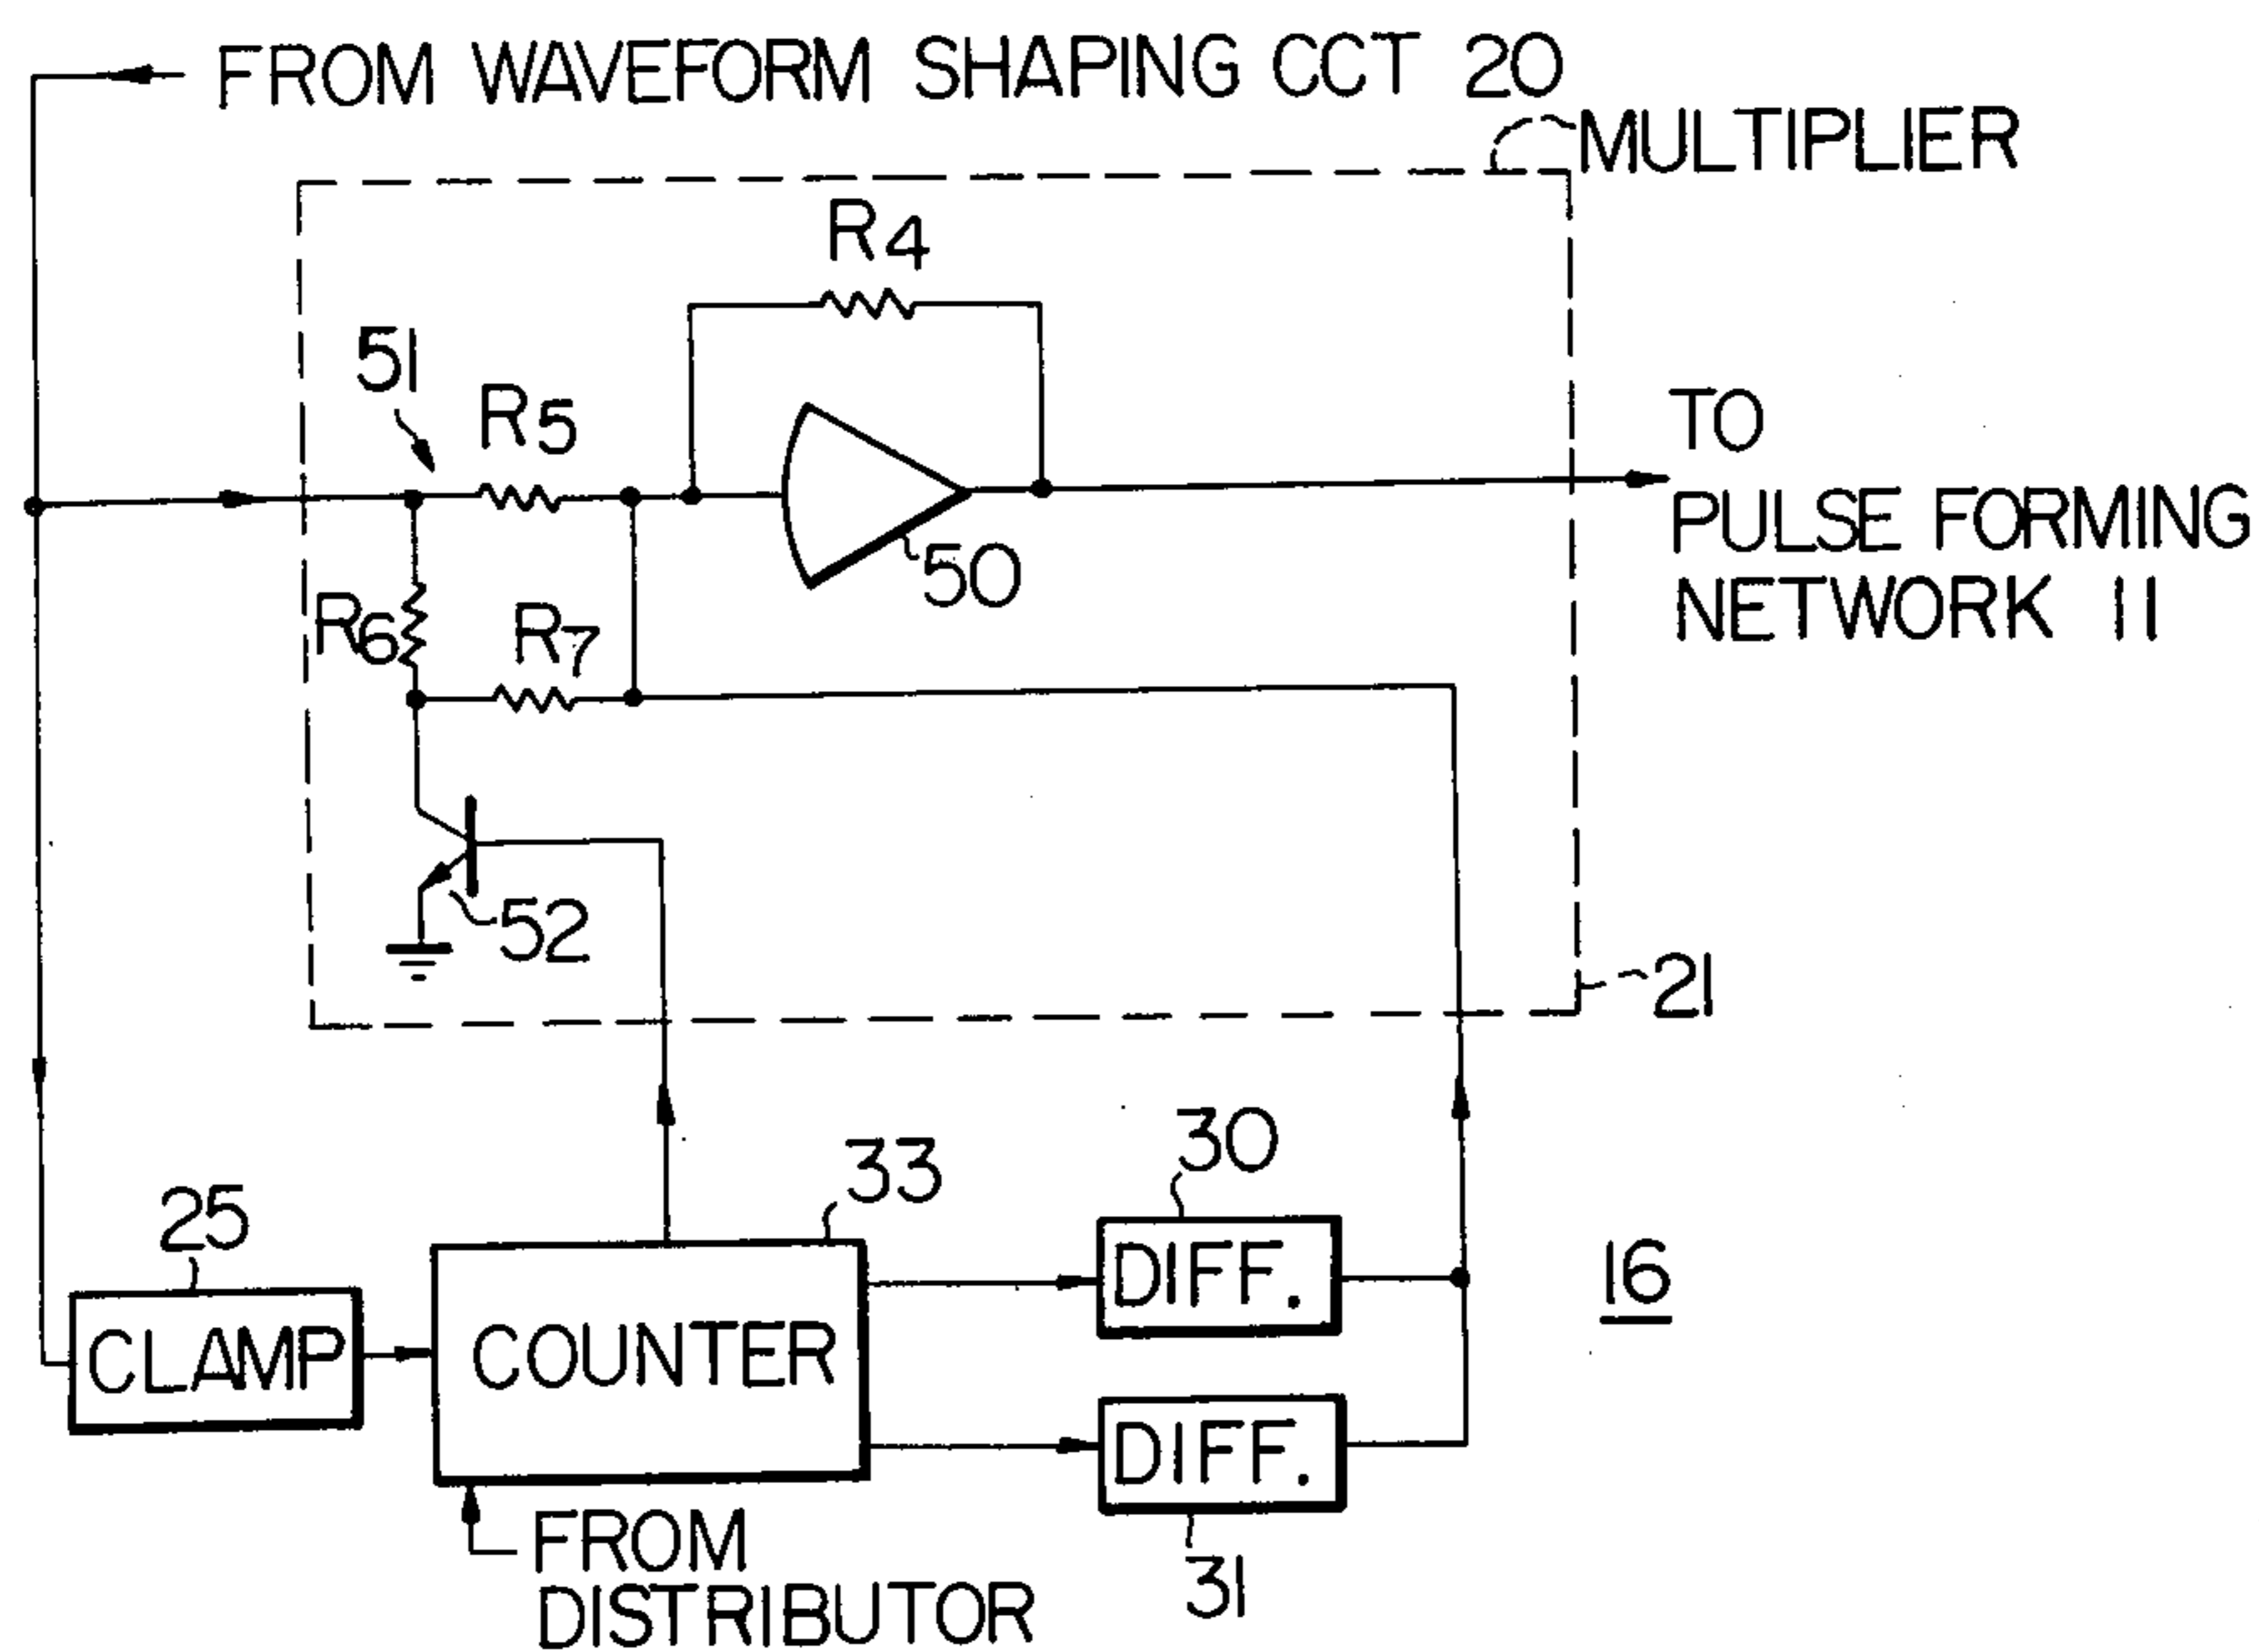 FROM WAVEFORM SHAPING CCT 20
MULTIPLIER
R4
51
R5
TO
PULSE FORMING
NETWORK 11
50
R6
R7
52
21
33
30
25
DIFF.
16
CLAMP
COUNTER
DIFF.
FROM
DISTRIBUTOR
31